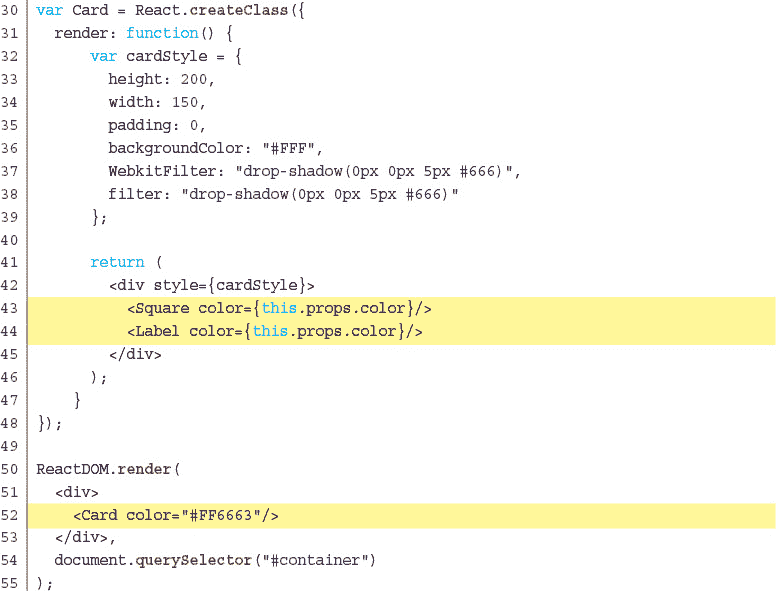 30 var Card = React.createClass({
31   render: function() {
32       var cardStyle = {
33         height: 200,
34         width: 150,
35         padding: 0,
36         backgroundColor: "#FFF",
37         WebkitFilter: "drop-shadow(0px 0px 5px #666)",
38         filter: "drop-shadow(0px 0px 5px #666)"
39       };
40
41       return (
42         <div style={cardStyle}>
43           <Square color={this.props.color}/>
44           <Label color={this.props.color}/>
45         </div>
46       );
47     }
48 });
49
50 ReactDOM.render(
51   <div>
52     <Card color="#FF6663"/>
53   </div>,
54   document.querySelector("#container")
55 );